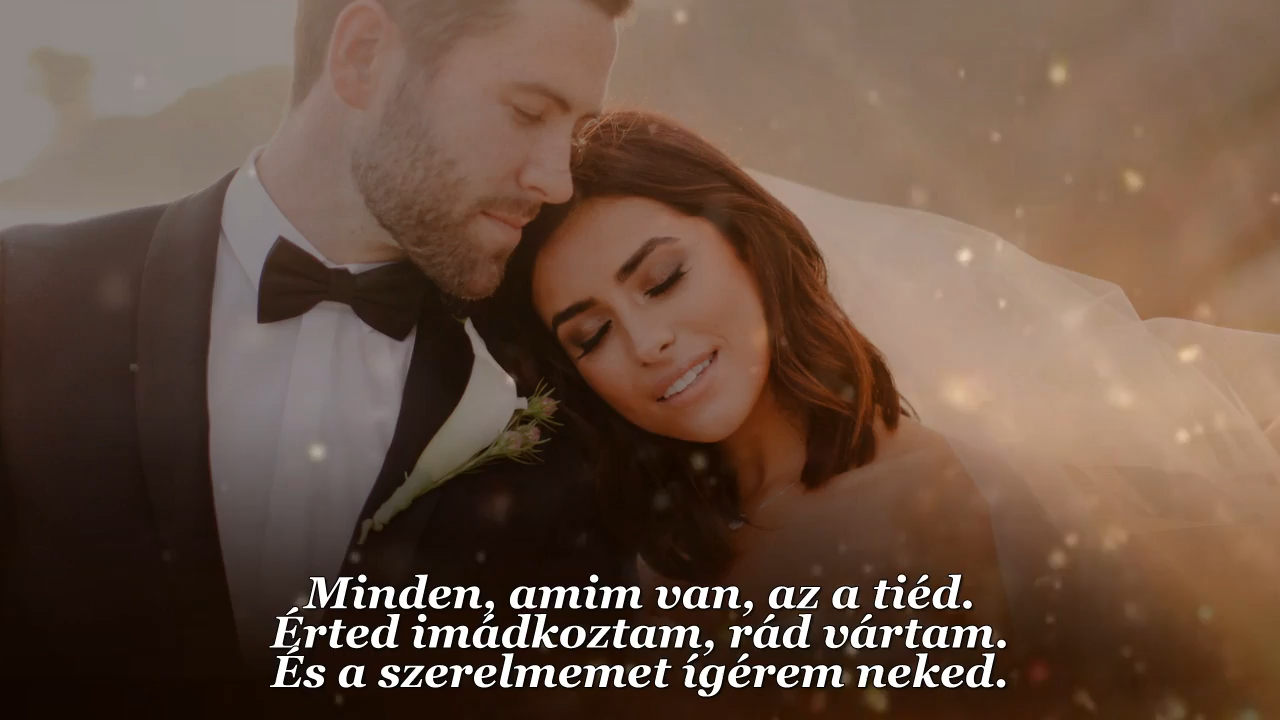 Minden, amim van, az a tiéd.
Érted imádkoztam, rád vártam.
És a szerelmemet ígérem neked.